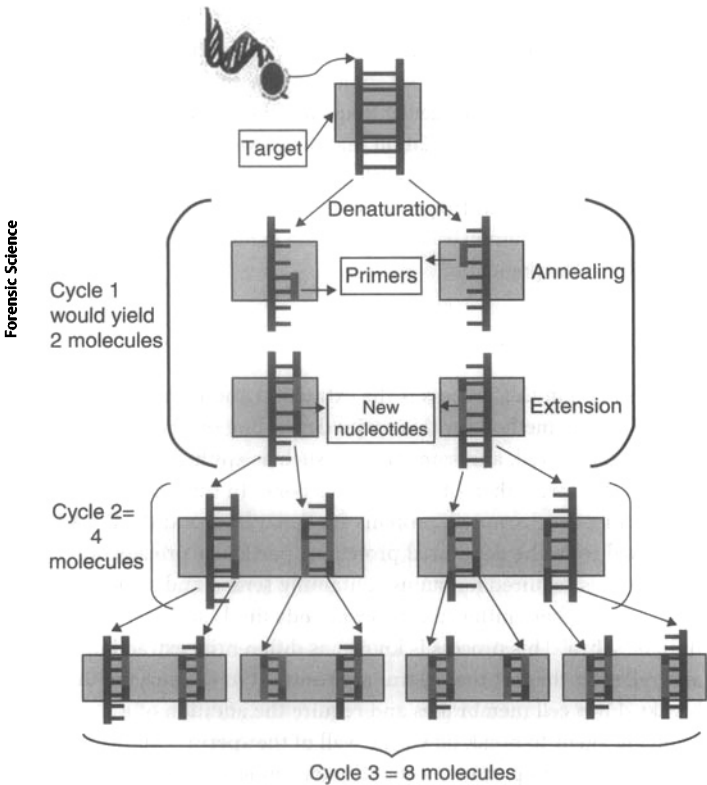 Forensic Science
Target
Denaturation
Cycle 1
would yield
2 molecules
Primers
Annealing
New
nucleotides
Extension
Cycle 2=
4
molecules
Cycle 3 = 8 molecules